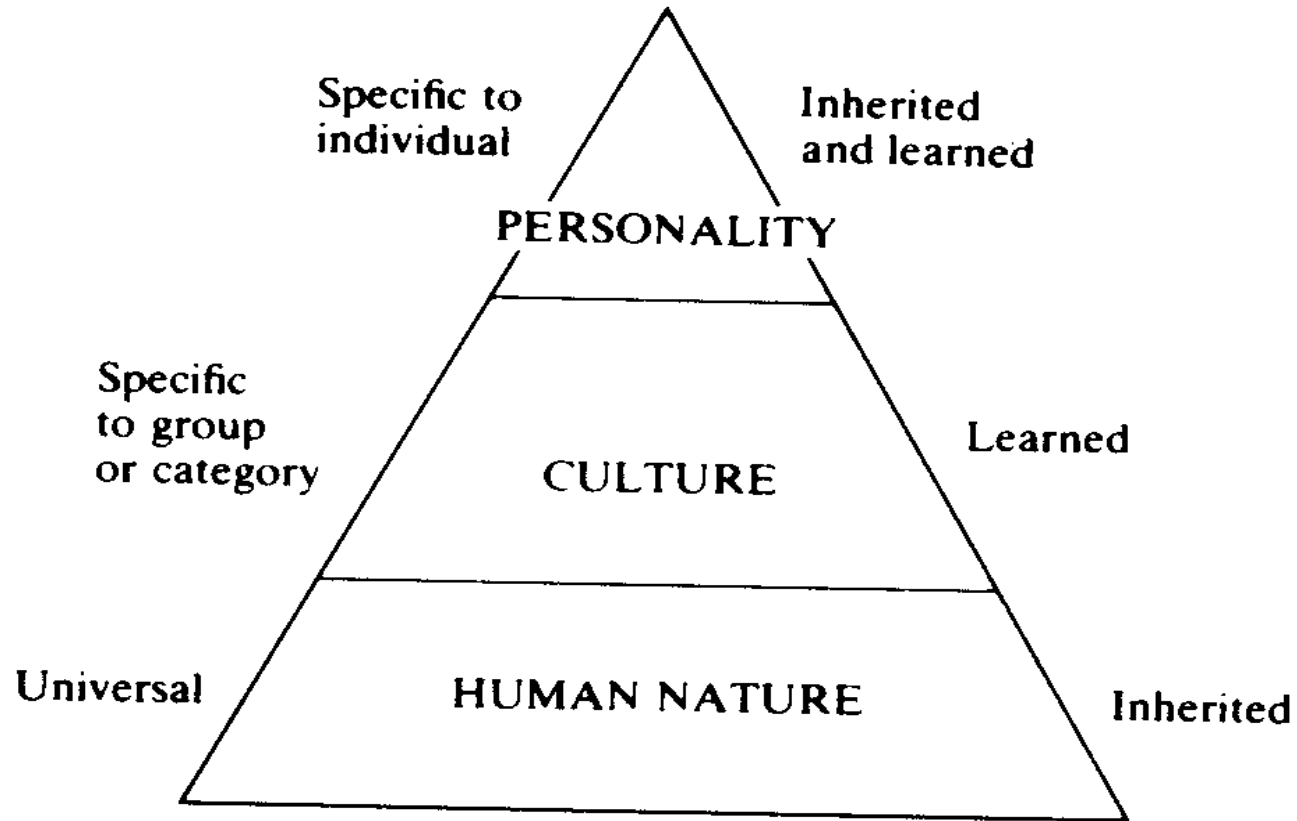 Specific to
individual
Inherited
and learned
PERSONALITY
Specific
to group
or category
CULTURE
Learned
Universal
HUMAN NATURE
Inherited